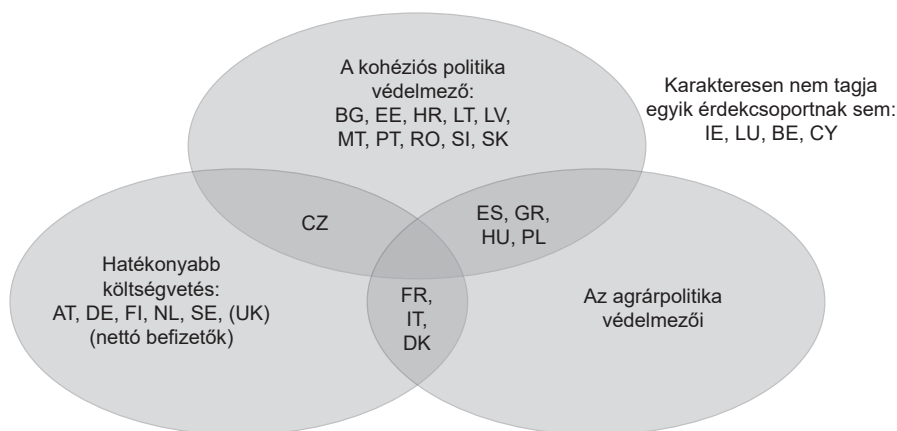 A kohéziós politika
védelmező:
BG, EE, HR, LT, LV,
MT, PT, RO, SI, SK
Karakteresen nem tagja
egyik érdekcsoportnak sem:
IE, LU, BE, CY
CZ
ES, GR,
HU, PL
Hatékonyabb
költségvetés:
AT, DE, FI, NL, SE, (UK)
(nettó befizetők)
FR,
IT,
DK
Az agrárpolitika
védelmezői